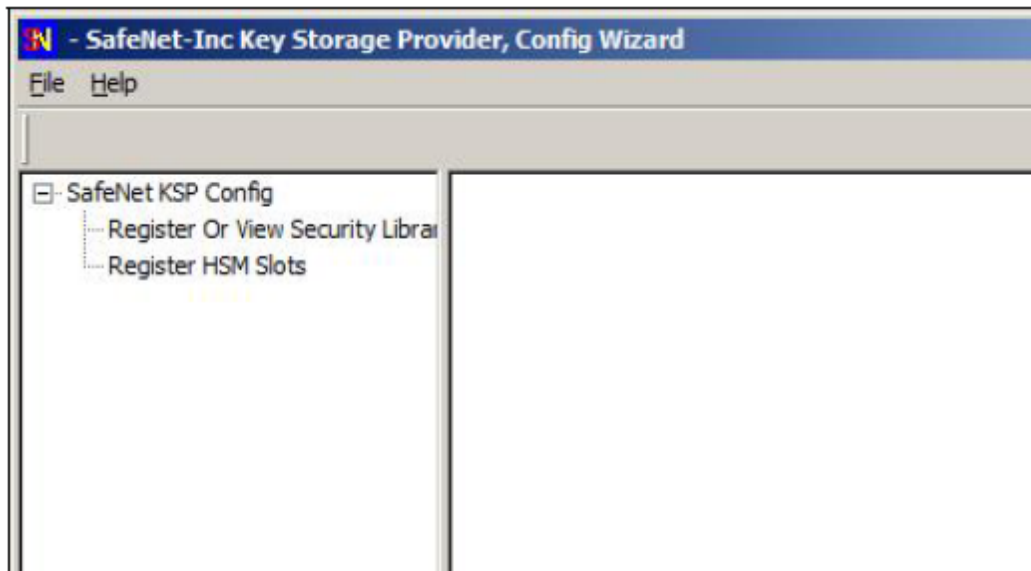 SN - SafeNet-Inc Key Storage Provider, Config Wizard
File Help
SafeNet KSP Config
Register Or View Security Librar
Register HSM Slots